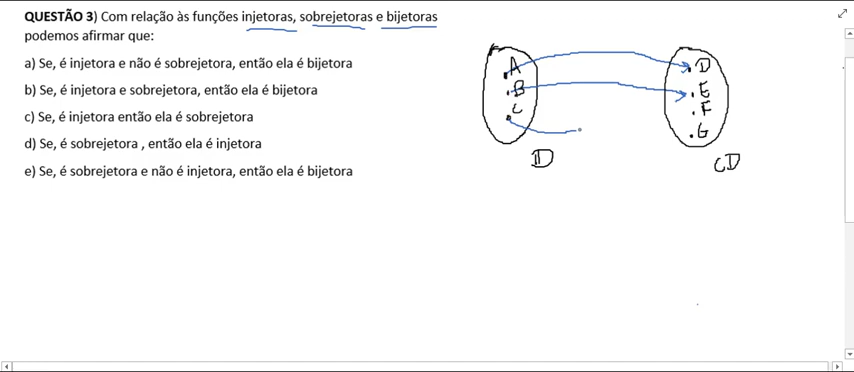 QUESTÃO 3) Com relação às funções injetoras, sobrejetoras e bijetoras
podemos afirmar que:
a) Se, é injetora e não é sobrejetora, então ela é bijetora
b) Se, é injetora e sobrejetora, então ela é bijetora
c) Se, é injetora então ela é sobrejetora
d) Se, é sobrejetora , então ela é injetora
e) Se, é sobrejetora e não é injetora, então ela é bijetora
A
B
C
D
D
E
F
G
CD